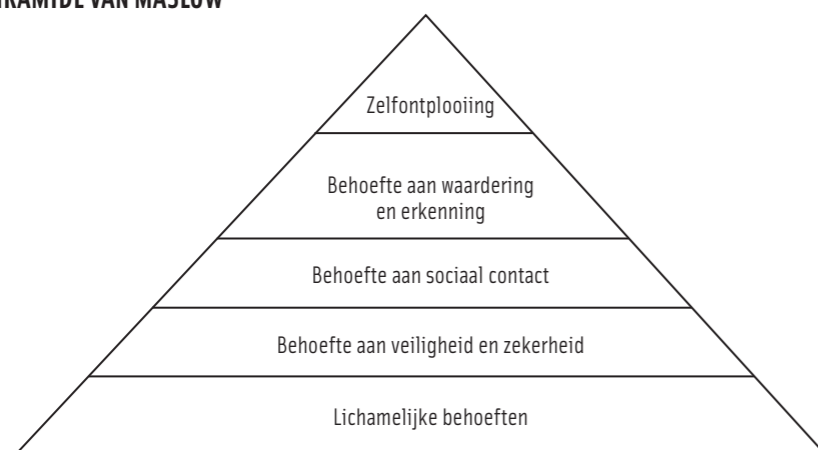 VAN MASLOW
Zelfontplooiing
Behoefte aan waardering
en erkenning
Behoefte aan sociaal contact
Behoefte aan veiligheid en zekerheid
Lichamelijke behoeften